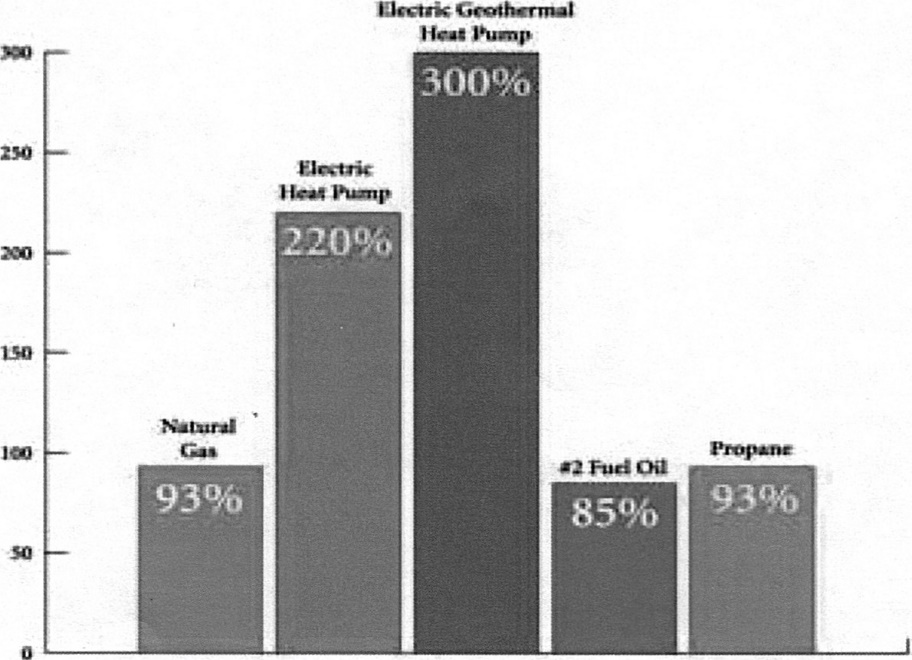 Electric Geothermal
Heat Pump
300
300%
250
Electric
Heat Pump
220%
200
150
Natural
Gas
100
#2 Fuel Oil
Propane
93%
85%
93%
50
0